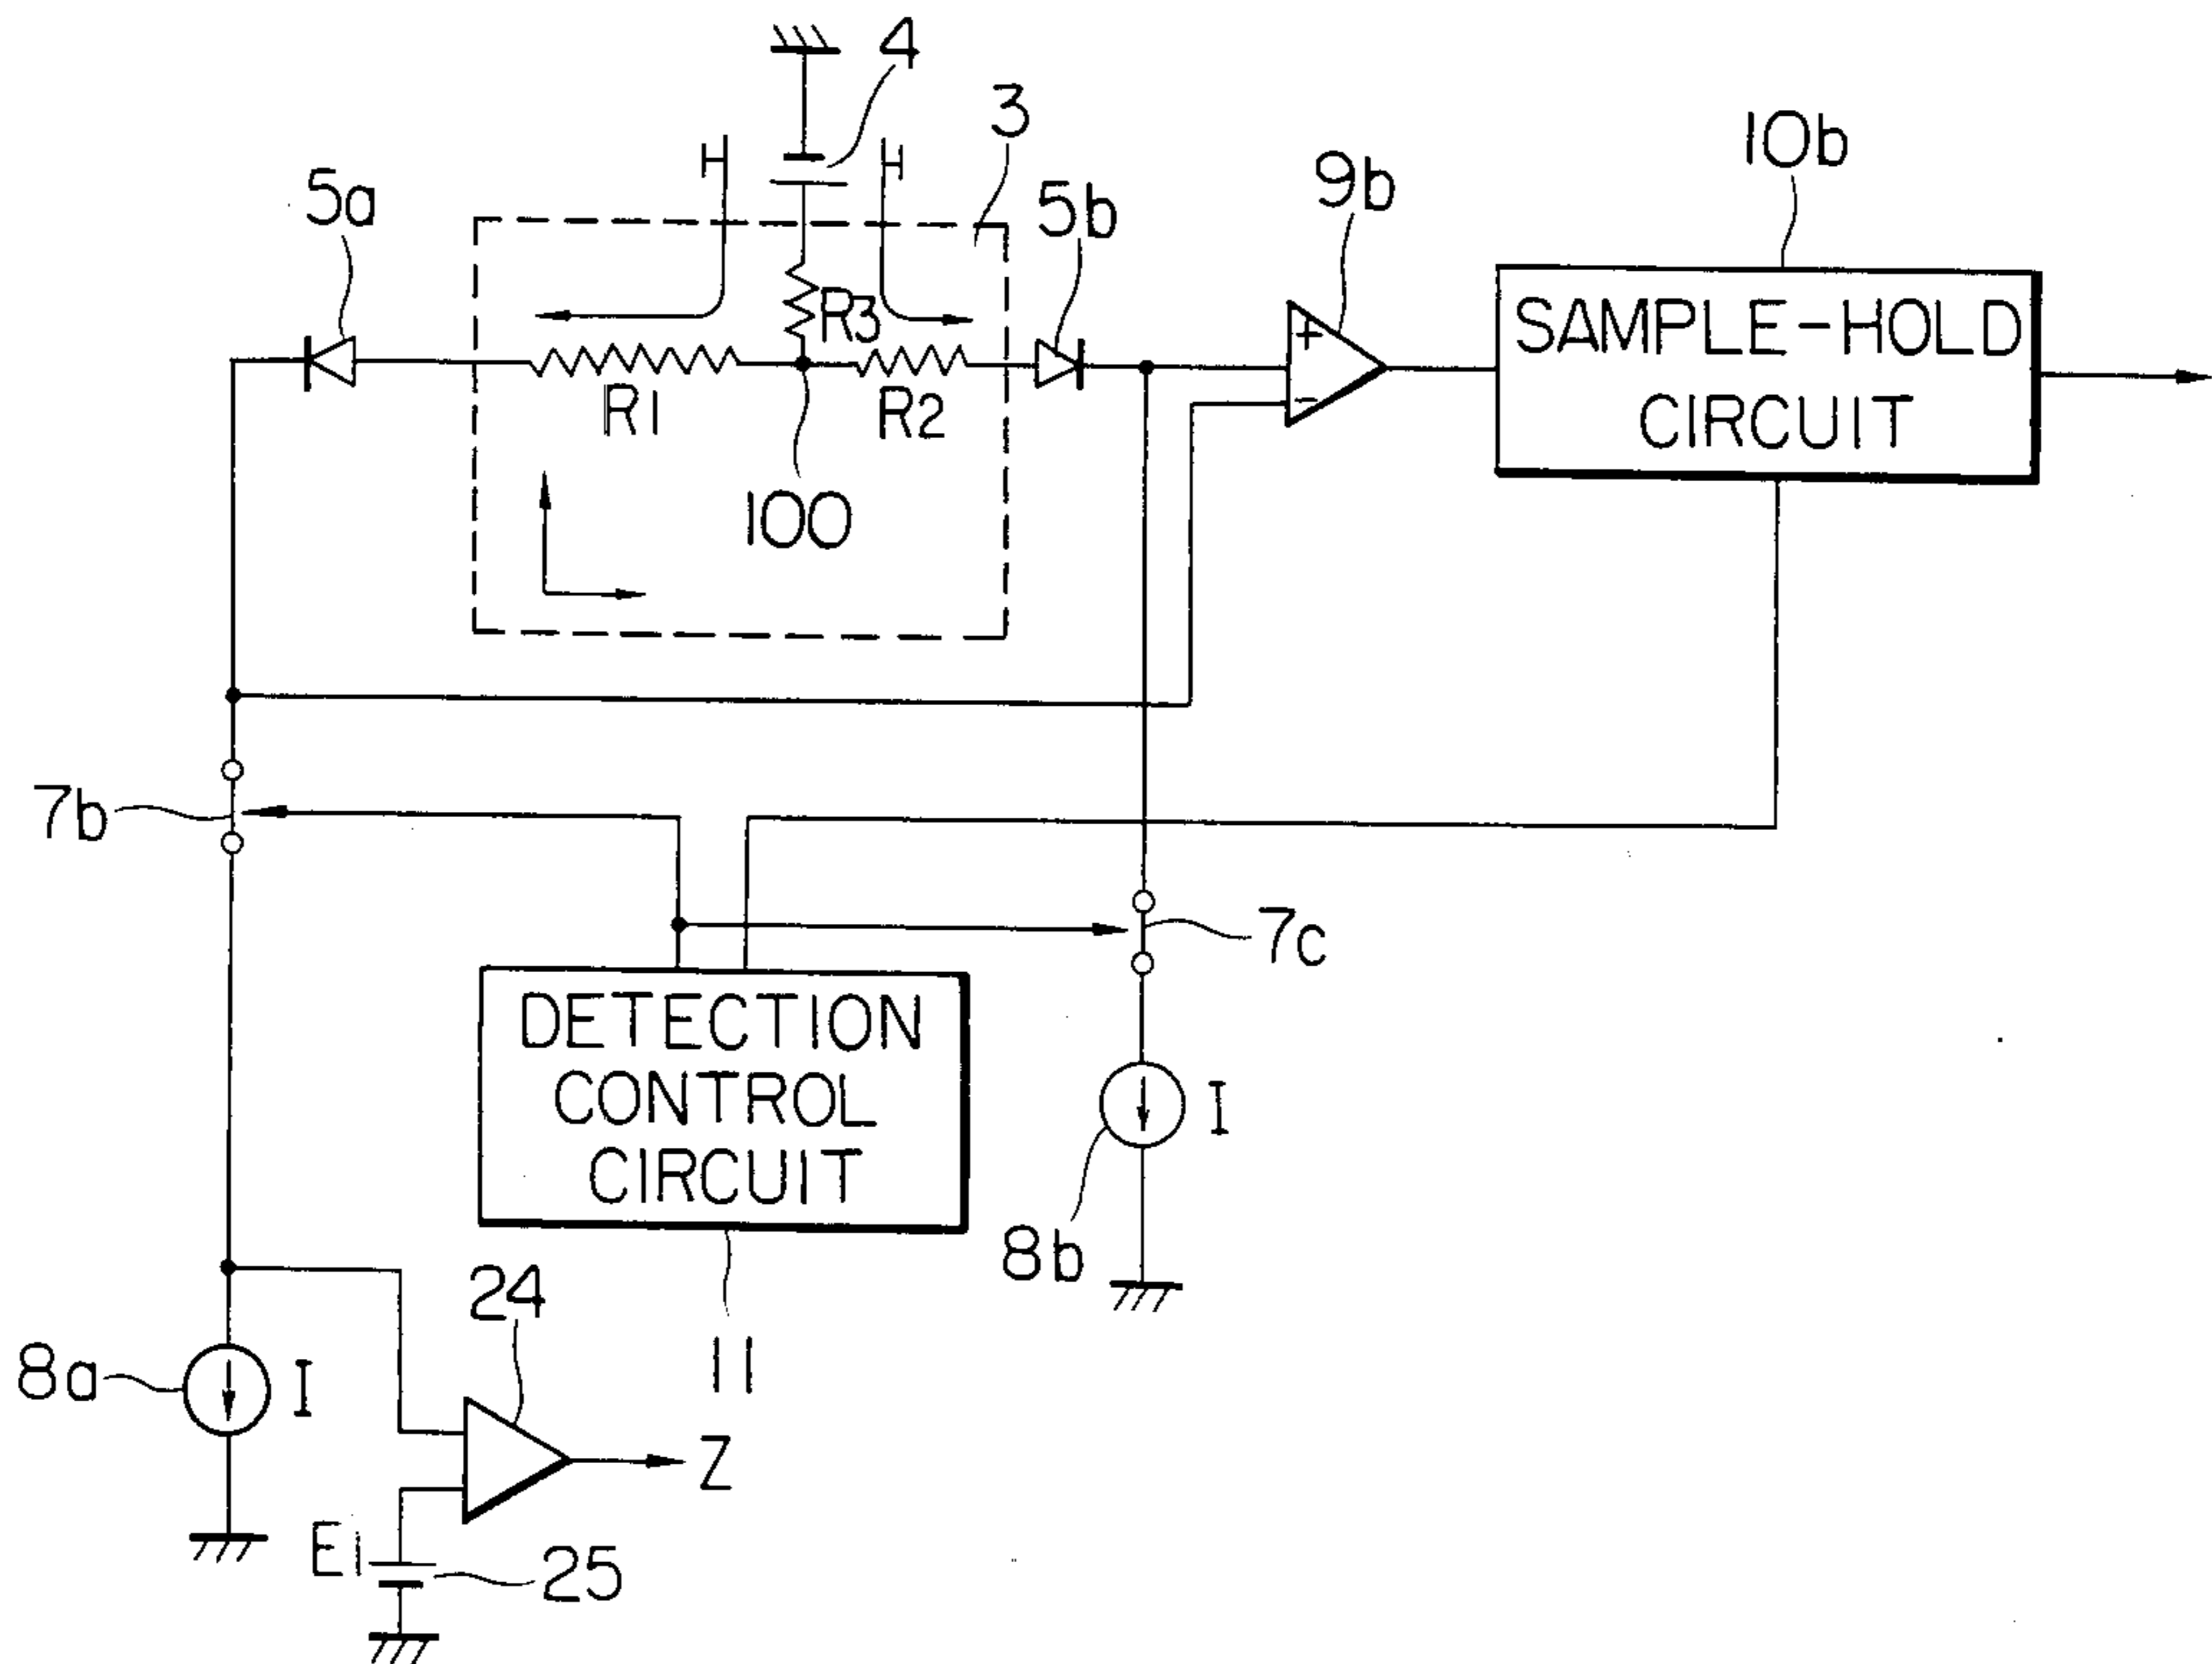 4
3
H
H
10b
9b
5a
5b
R3
+
SAMPLE-HOLD
CIRCUIT
R1
R2
-
100
7b
7c
DETECTION
CONTROL
CIRCUIT
I
8b
24
11
8a
I
Z
E1
25